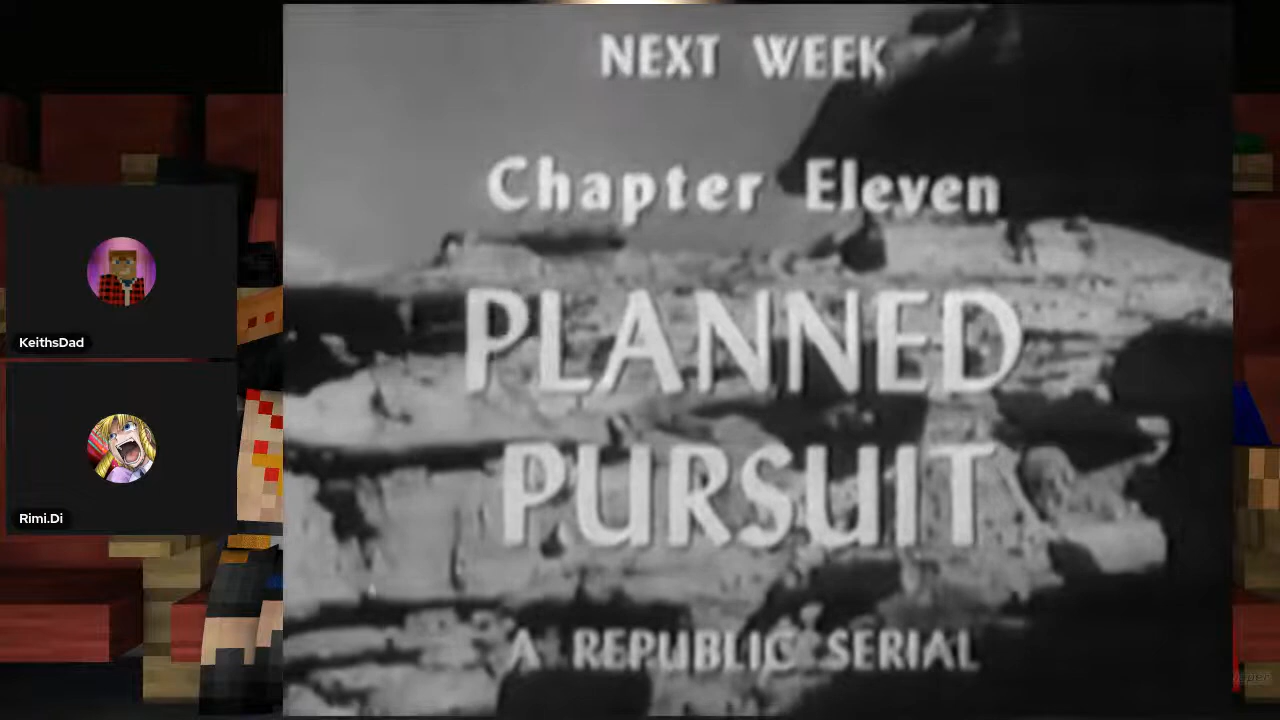 NEXT WEEK
Chapter Eleven
PLANNED
PURSUIT
A REPUBLIC SERIAL
KeithsDad
Rimi.Di